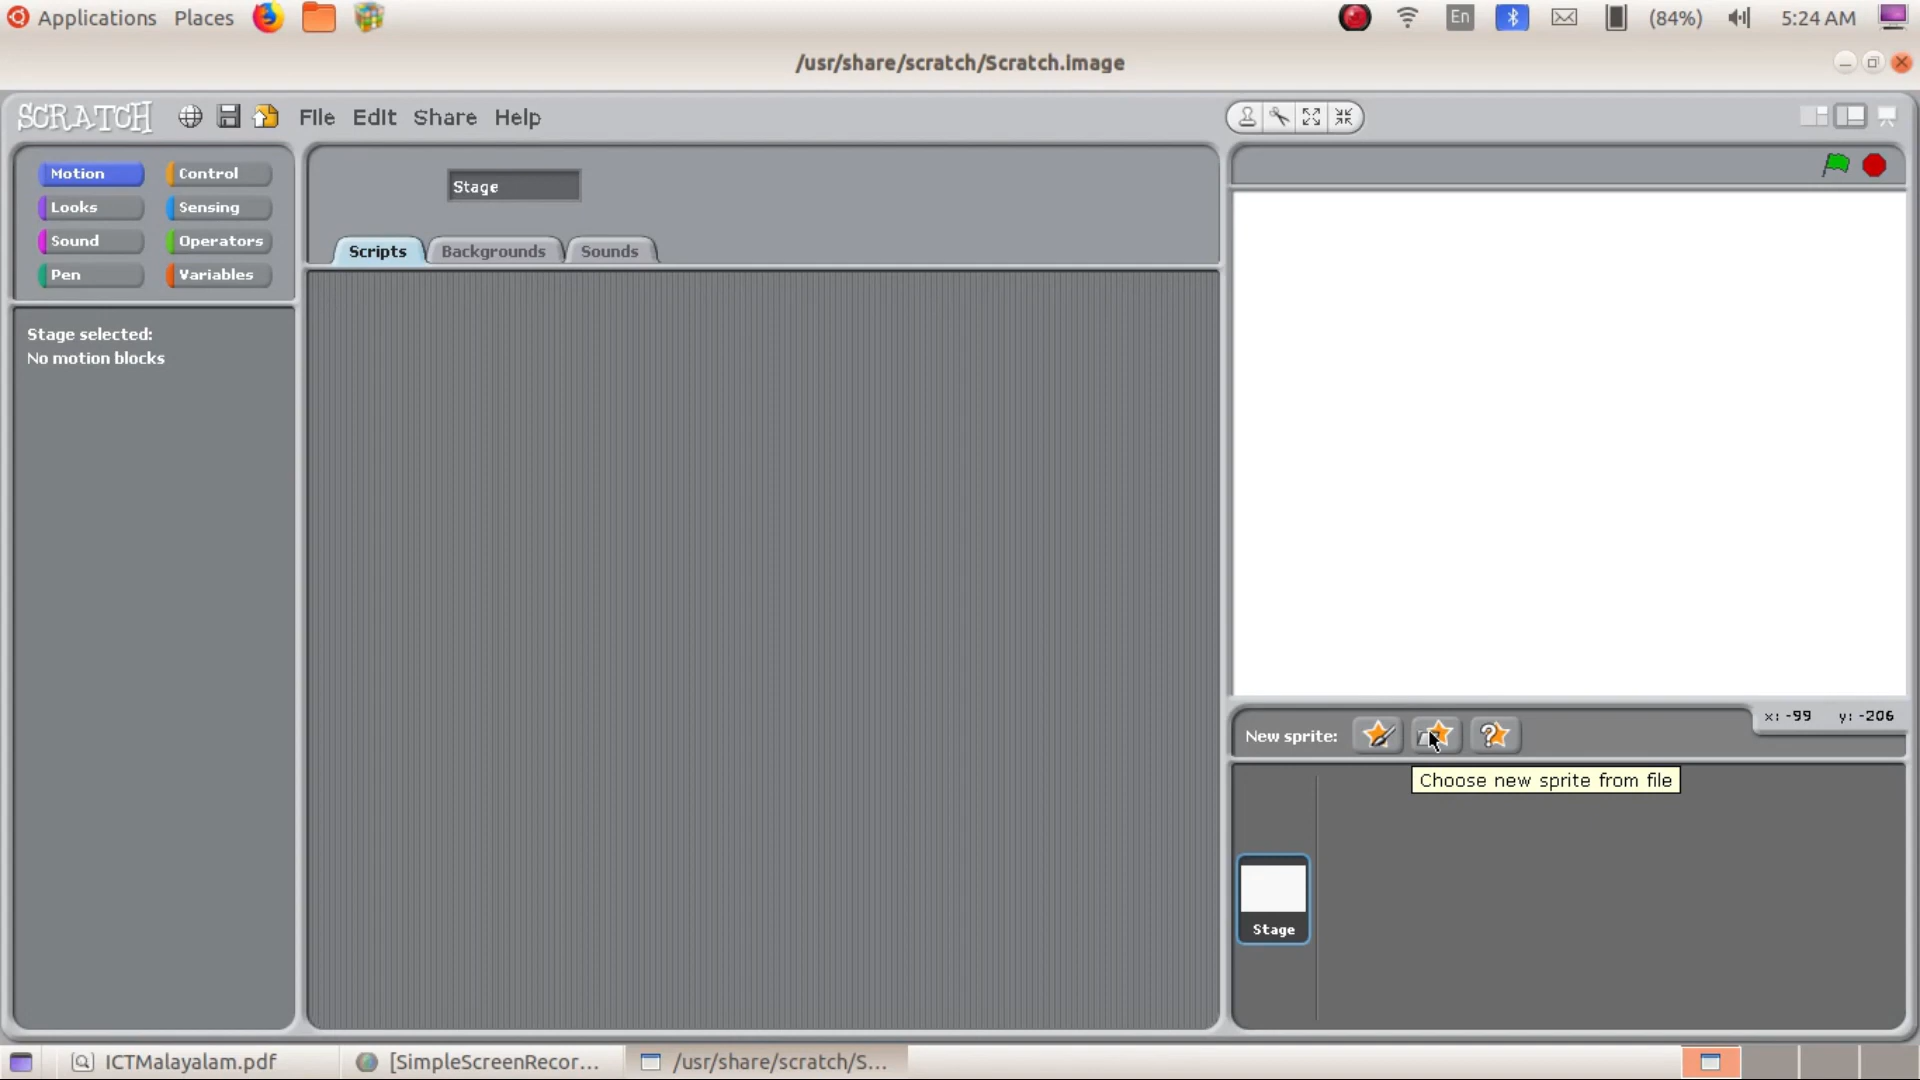 Applications Places
En
(84%)
5:24 AM
/usr/share/scratch/Scratch.image
SCRATCH
File Edit Share Help
Motion
Control
Looks
Sensing
Sound
Operators
Pen
Variables
Stage
Scripts
Backgrounds
Sounds
Stage selected:
No motion blocks
x: -99 y: -206
New sprite:
Choose new sprite from file
Stage
ICTMalayalam.pdf
[SimpleScreenRecor...
/usr/share/scratch/S...